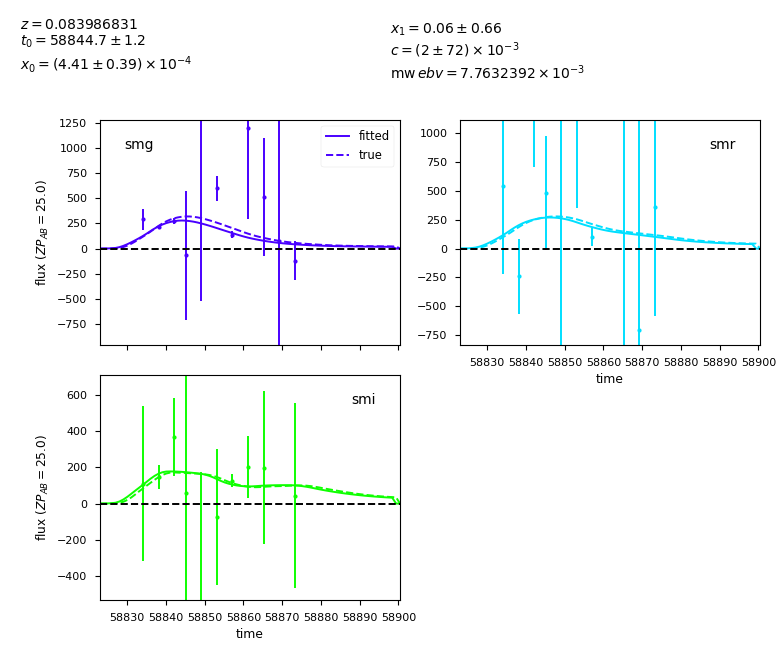 z = 0.083986831
t₀ = 58844.7 ± 1.2
x₀ = (4.41 ± 0.39) × 10⁻⁴
x₁ = 0.06 ± 0.66
c = (2 ± 72) × 10⁻³
mw ebv = 7.7632392 × 10⁻³
smg
fitted
true
1250
1000
750
500
250
0
−250
−500
−750
flux (ZP_AB = 25.0)
smr
1000
750
500
250
0
−250
−500
−750
58830 58840 58850 58860 58870 58880 58890 58900
time
smi
600
400
200
0
−200
−400
flux (ZP_AB = 25.0)
58830 58840 58850 58860 58870 58880 58890 58900
time